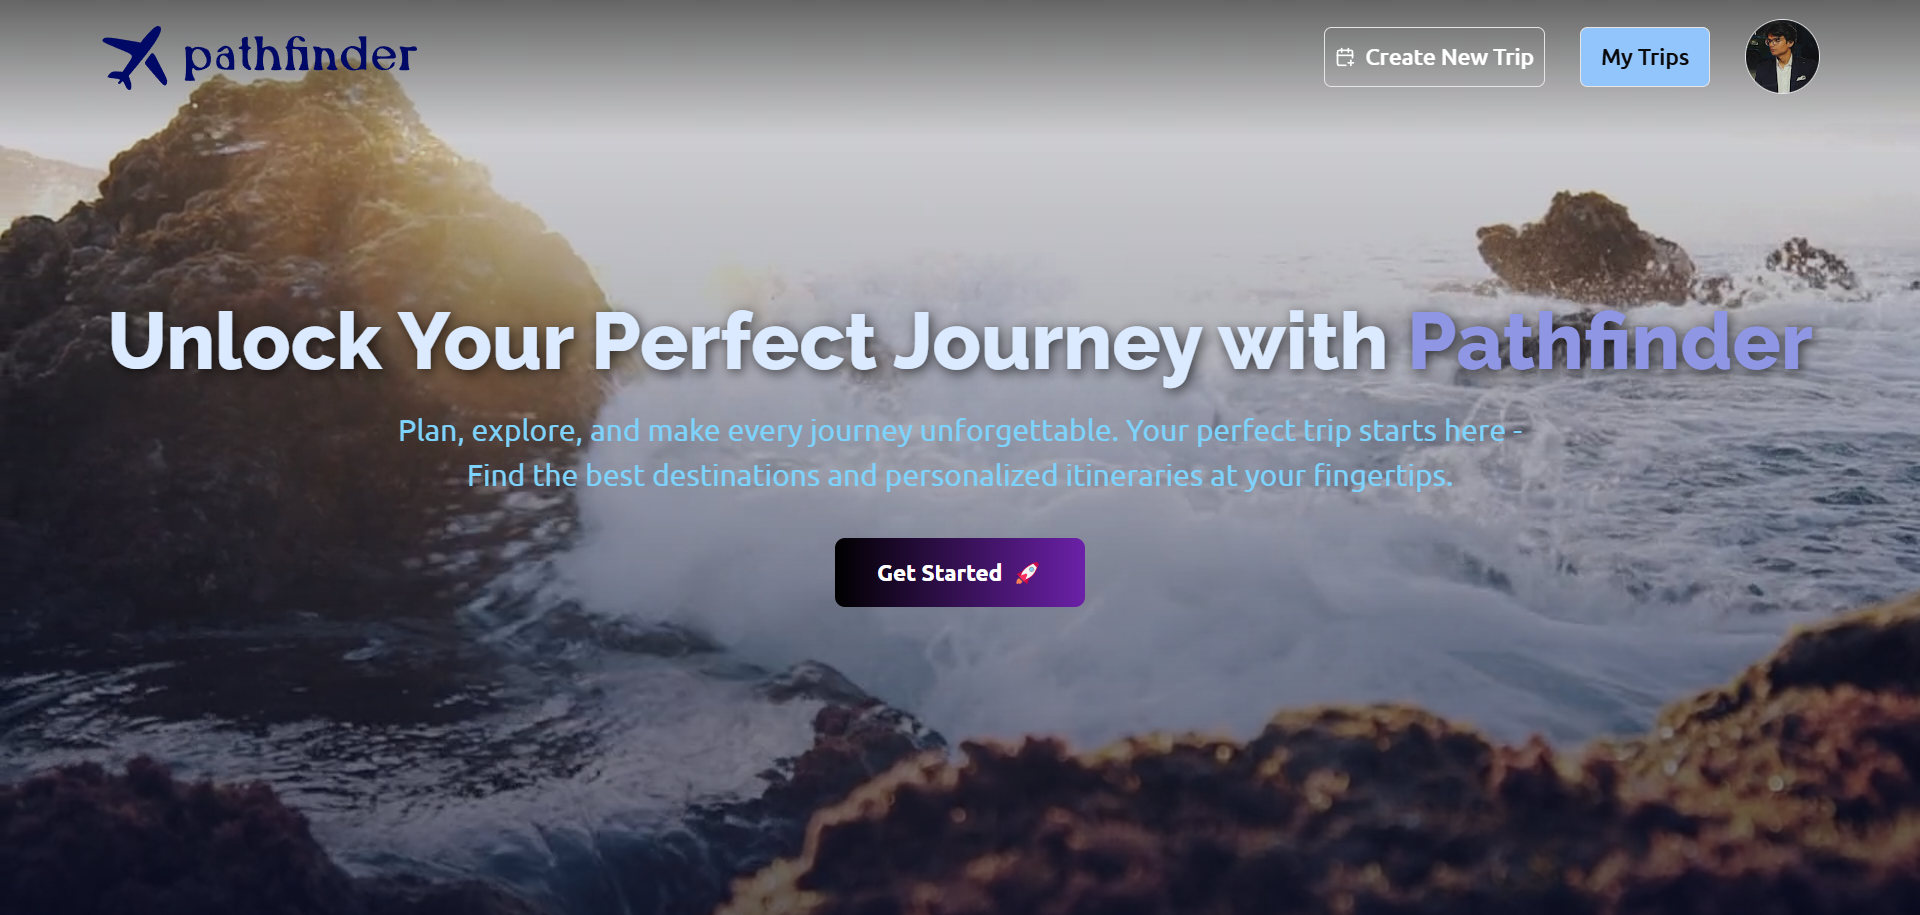 pathfinder
Create New Trip
My Trips
Unlock Your Perfect Journey with Pathfinder
Plan, explore, and make every journey unforgettable. Your perfect trip starts here -
Find the best destinations and personalized itineraries at your fingertips.
Get Started 🚀